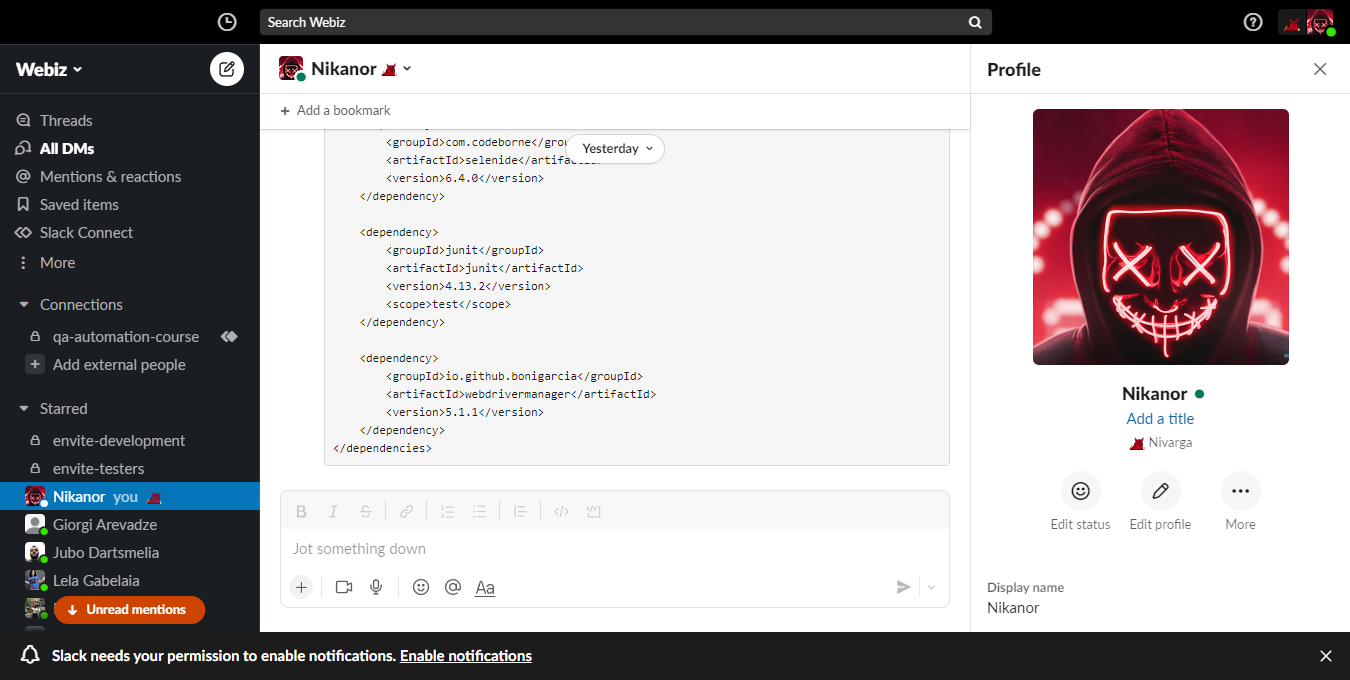 Search Webiz
Webiz
Threads
All DMs
Mentions & reactions
Saved items
Slack Connect
More
Connections
qa-automation-course
Add external people
Starred
envite-development
envite-testers
Nikanor you
Giorgi Arevadze
Jubo Dartsmelia
Lela Gabelaia
Unread mentions
Nikanor
Add a bookmark
Yesterday
<groupId>com.codeborne</
<artifactId>selenide</
<version>6.4.0</version>
</dependency>
<dependency>
<groupId>junit</groupId>
<artifactId>junit</artifactId>
<version>4.13.2</version>
<scope>test</scope>
</dependency>
<dependency>
<groupId>io.github.bonigarcia</groupId>
<artifactId>webdrivermanager</artifactId>
<version>5.1.1</version>
</dependency>
</dependencies>
B I S
Jot something down
+ @ Aa
Profile
Nikanor
Add a title
Nivarga
Edit status Edit profile More
Display name
Nikanor
Slack needs your permission to enable notifications. Enable notifications